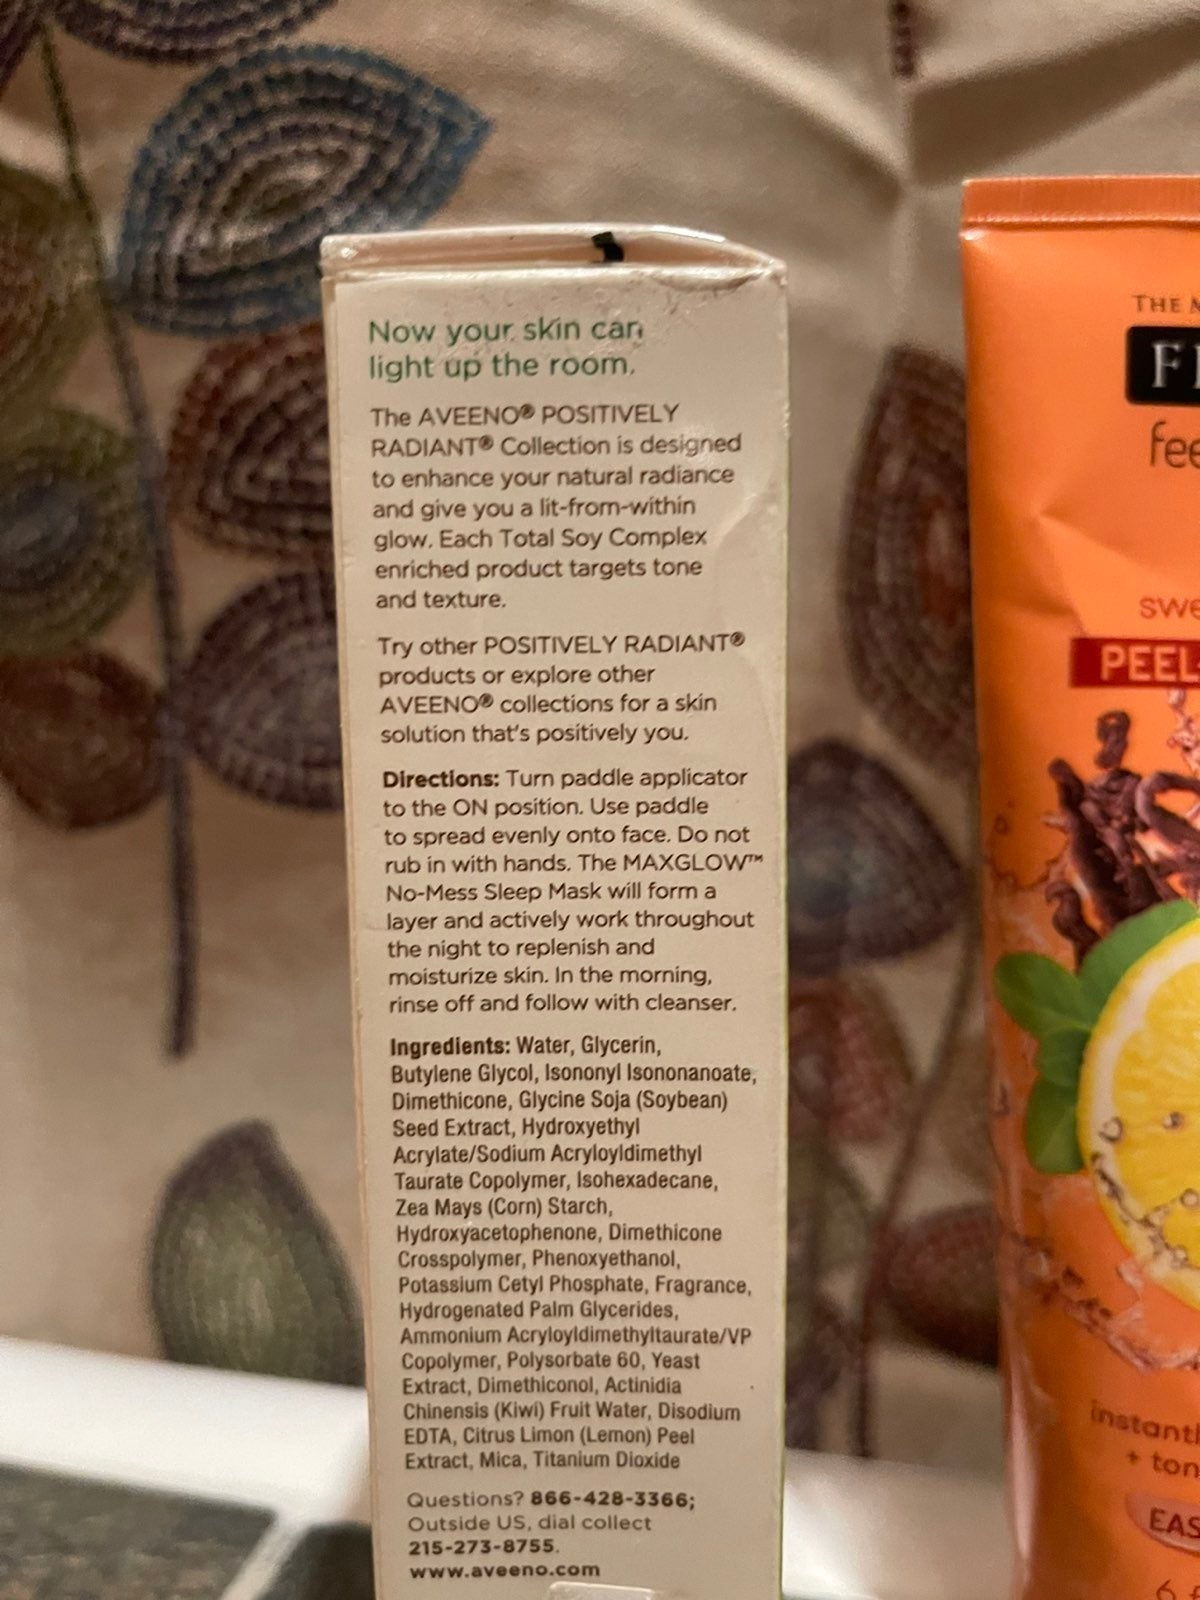 Now your skin can
light up the room.
The AVEENO® POSITIVELY
RADIANT® Collection is designed
to enhance your natural radiance
and give you a lit-from-within
glow. Each Total Soy Complex
enriched product targets tone
and texture.
Try other POSITIVELY RADIANT®
products or explore other
AVEENO® collections for a skin
solution that's positively you.
Directions: Turn paddle applicator
to the ON position. Use paddle
to spread evenly onto face. Do not
rub in with hands. The MAXGLOW™
No-Mess Sleep Mask will form a
layer and actively work throughout
the night to replenish and
moisturize skin. In the morning,
rinse off and follow with cleanser.
Ingredients: Water, Glycerin,
Butylene Glycol, Isononyl Isononanoate,
Dimethicone, Glycine Soja (Soybean)
Seed Extract, Hydroxyethyl
Acrylate/Sodium Acryloyldimethyl
Taurate Copolymer, Isohexadecane,
Zea Mays (Corn) Starch,
Hydroxyacetophenone, Dimethicone
Crosspolymer, Phenoxyethanol,
Potassium Cetyl Phosphate, Fragrance,
Hydrogenated Palm Glycerides,
Ammonium Acryloyldimethyltaurate/VP
Copolymer, Polysorbate 60, Yeast
Extract, Dimethiconol, Actinidia
Chinensis (Kiwi) Fruit Water, Disodium
EDTA, Citrus Limon (Lemon) Peel
Extract, Mica, Titanium Dioxide
Questions? 866-428-3366;
Outside US, dial collect
215-273-8755.
www.aveeno.com
THE
fee
swe
PEEL
instantl
+ ton
EAS
6 f